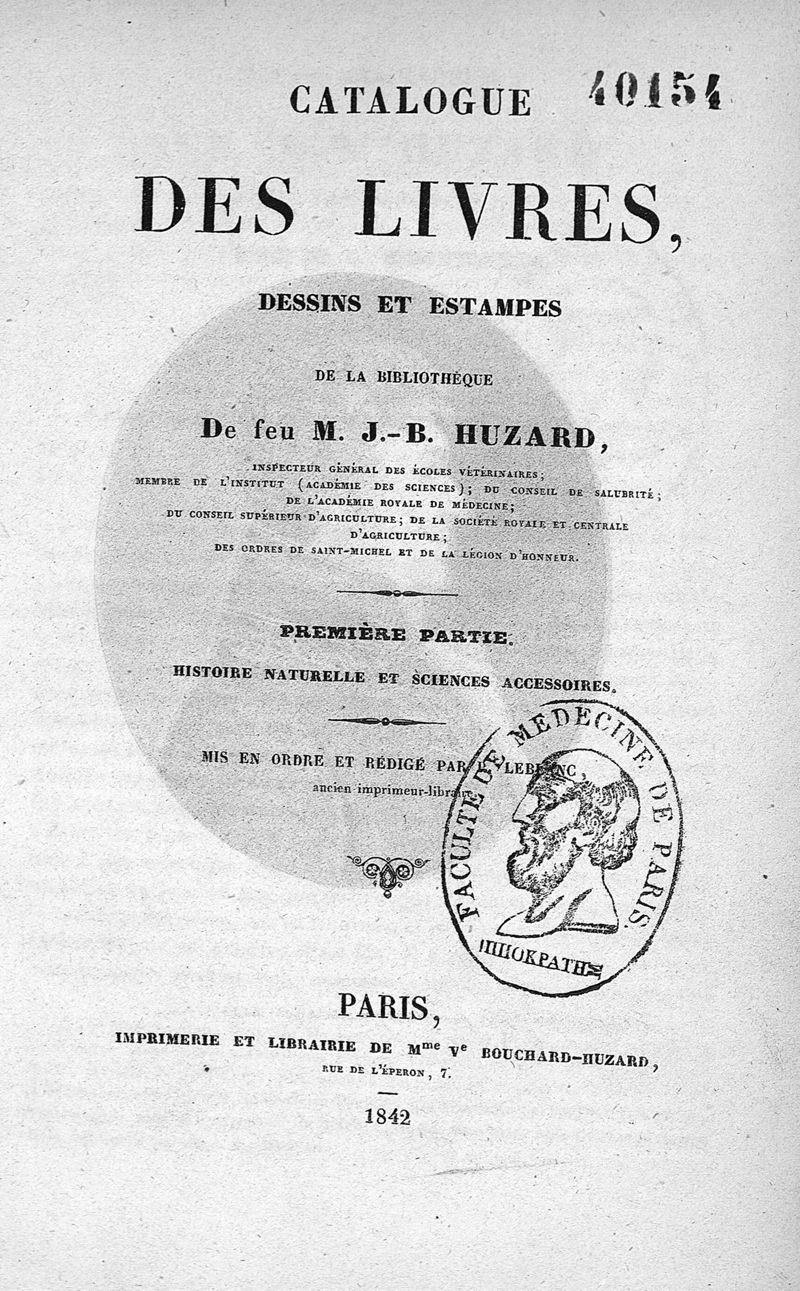 CATALOGUE
40154
DES LIVRES,
DESSINS ET ESTAMPES
DE LA BIBLIOTHÈQUE
De feu M. J.-B. HUZARD,
INSPECTEUR GÉNÉRAL DES ÉCOLES VÉTÉRINAIRES;
MEMBRE DE L'INSTITUT (ACADÉMIE DES SCIENCES); DU CONSEIL DE SALUBRITÉ;
DE L'ACADÉMIE ROYALE DE MÉDECINE;
DU CONSEIL SUPÉRIEUR D'AGRICULTURE; DE LA SOCIÉTÉ ROYALE ET CENTRALE
D'AGRICULTURE;
DES ORDRES DE SAINT-MICHEL ET DE LA LÉGION D'HONNEUR.
PREMIÈRE PARTIE.
HISTOIRE NATURELLE ET SCIENCES ACCESSOIRES.
MIS EN ORDRE ET RÉDIGÉ PAR LEBLANC,
ancien imprimeur-libraire.
FACULTE DE MEDECINE DE PARIS
PARIS,
IMPRIMERIE ET LIBRAIRIE DE Mme Ve BOUCHARD-HUZARD,
RUE DE L'ÉPERON, 7.
1842